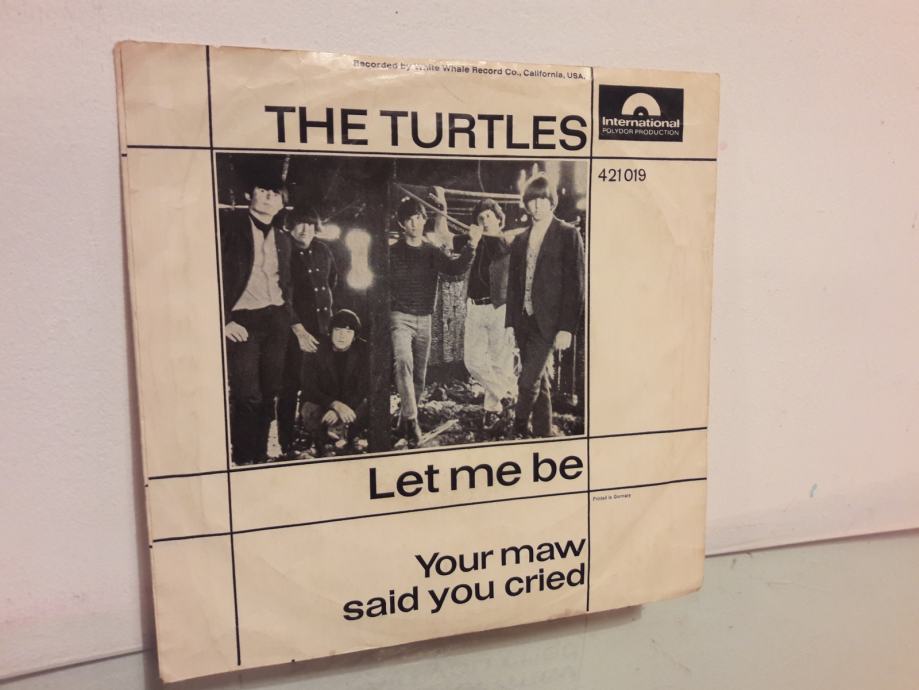 Recorded by White Whale Record Co., California, USA.
THE TURTLES
International
POLYDOR PRODUCTION
421 019
Let me be
Printed in Germany
Your maw
said you cried